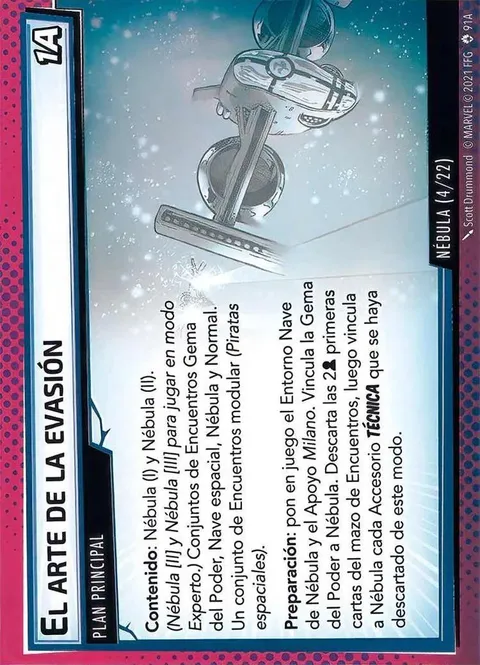 EL ARTE DE LA EVASIÓN
1A
PLAN PRINCIPAL
Contenido: Nébula (I) y Nébula (II).
(Nébula [II] y Nébula [III] para jugar en modo
Experto.) Conjuntos de Encuentros Gema
del Poder, Nave espacial, Nébula y Normal.
Un conjunto de Encuentros modular (Piratas
espaciales).
Preparación: pon en juego el Entorno Nave
de Nébula y el Apoyo Milano. Vincula la Gema
del Poder a Nébula. Descarta las 2 primeras
cartas del mazo de Encuentros, luego vincula
a Nébula cada Accesorio TÉCNICA que se haya
descartado de este modo.
NÉBULA (4/22)
Scott Drummond © MARVEL © 2021 FFG 91A